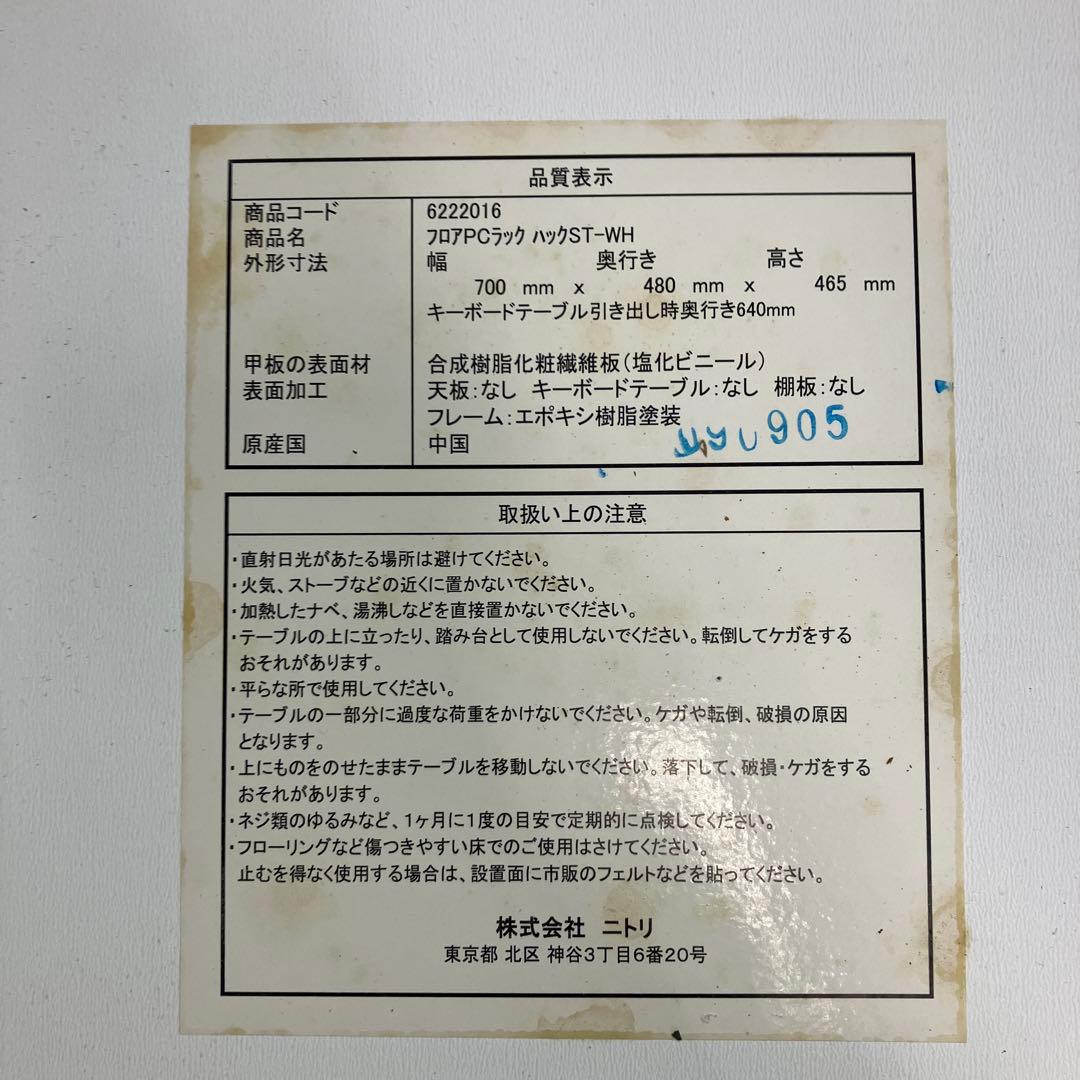 品質表示
商品コード 6222016
商品名 フロアPCラック ハックST-WH
外形寸法 幅 奥行き 高さ
700 mm x 480 mm x 465 mm
キーボードテーブル引き出し時奥行き640mm
甲板の表面材 合成樹脂化粧繊維板(塩化ビニール)
表面加工 天板:なし キーボードテーブル:なし 棚板:なし
フレーム:エポキシ樹脂塗装
原産国 中国
905
取扱い上の注意
・直射日光があたる場所は避けてください。
・火気、ストーブなどの近くに置かないでください。
・加熱したナベ、湯沸しなどを直接置かないでください。
・テーブルの上に立ったり、踏み台として使用しないでください。転倒してケガをする
おそれがあります。
・平らな所で使用してください。
・テーブルの一部分に過度な荷重をかけないでください。ケガや転倒、破損の原因
となります。
・上にものをのせたままテーブルを移動しないでください。落下して、破損・ケガをする
おそれがあります。
・ネジ類のゆるみなど、1ヶ月に1度の目安で定期的に点検してください。
・フローリングなど傷つきやすい床でのご使用はさけてください。
止むを得なく使用する場合は、設置面に市販のフェルトなどを貼ってください。
株式会社 ニトリ
東京都 北区 神谷3丁目6番20号